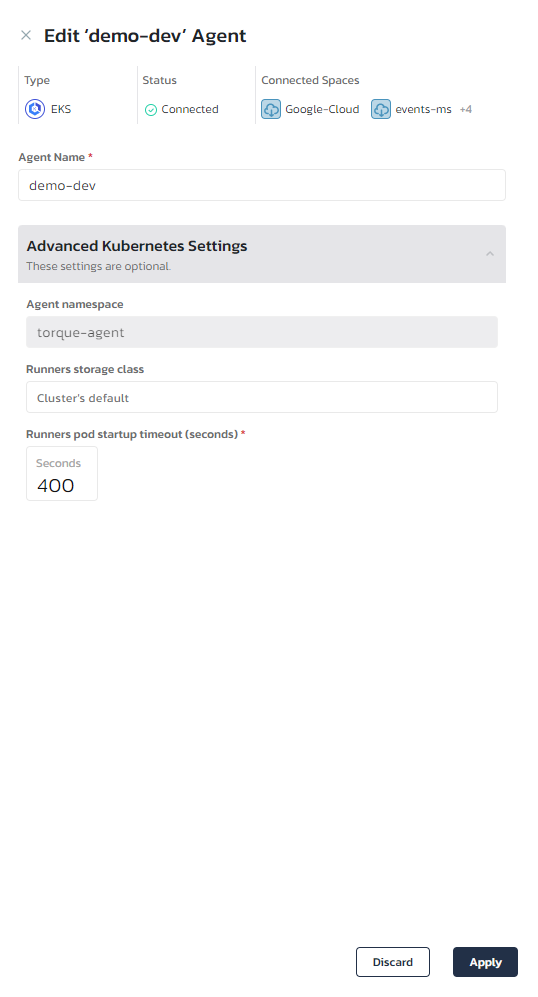 Edit ‘demo-dev’ Agent
Type
Status
Connected Spaces
EKS
Connected
Google-Cloud
events-ms
+4
Agent Name *
demo-dev
Advanced Kubernetes Settings
These settings are optional.
Agent namespace
torque-agent
Runners storage class
Cluster's default
Runners pod startup timeout (seconds) *
Seconds
400
Discard
Apply